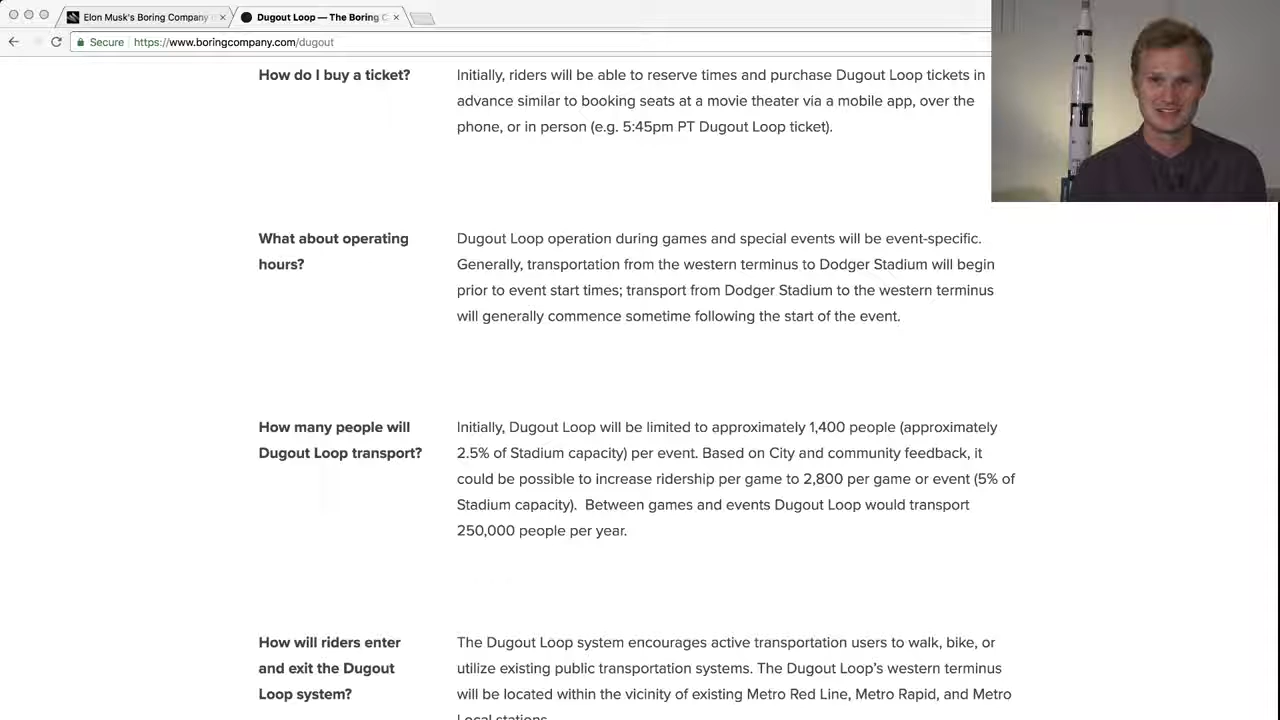 Elon Musk's Boring Company
Dugout Loop — The Boring C
Secure
https://www.boringcompany.com/dugout
How do I buy a ticket?
Initially, riders will be able to reserve times and purchase Dugout Loop tickets in
advance similar to booking seats at a movie theater via a mobile app, over the
phone, or in person (e.g. 5:45pm PT Dugout Loop ticket).
What about operating
hours?
Dugout Loop operation during games and special events will be event-specific.
Generally, transportation from the western terminus to Dodger Stadium will begin
prior to event start times; transport from Dodger Stadium to the western terminus
will generally commence sometime following the start of the event.
How many people will
Dugout Loop transport?
Initially, Dugout Loop will be limited to approximately 1,400 people (approximately
2.5% of Stadium capacity) per event. Based on City and community feedback, it
could be possible to increase ridership per game to 2,800 per game or event (5% of
Stadium capacity).  Between games and events Dugout Loop would transport
250,000 people per year.
How will riders enter
and exit the Dugout
Loop system?
The Dugout Loop system encourages active transportation users to walk, bike, or
utilize existing public transportation systems. The Dugout Loop’s western terminus
will be located within the vicinity of existing Metro Red Line, Metro Rapid, and Metro
Local stations.